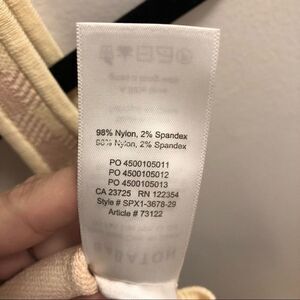 98% Nylon, 2% Spandex
98% Nylon, 2% Spandex
PO 4500105011
PO 4500105012
PO 4500105013
CA 23725 RN 122354
Style # SPX1-3678-29
Article # 73122